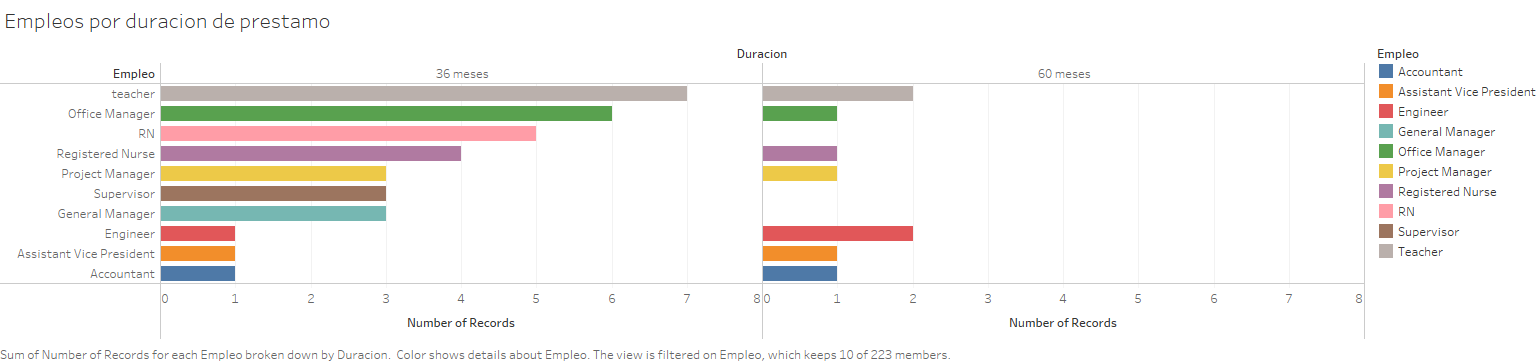 Empleos por duracion de prestamo
Duracion
Empleo
36 meses
60 meses
teacher
Office Manager
RN
Registered Nurse
Project Manager
Supervisor
General Manager
Engineer
Assistant Vice President
Accountant
0 1 2 3 4 5 6 7 8
0 1 2 3 4 5 6 7 8
Number of Records
Number of Records
Empleo
Accountant
Assistant Vice President
Engineer
General Manager
Office Manager
Project Manager
Registered Nurse
RN
Supervisor
Teacher
Sum of Number of Records for each Empleo broken down by Duracion. Color shows details about Empleo. The view is filtered on Empleo, which keeps 10 of 223 members.